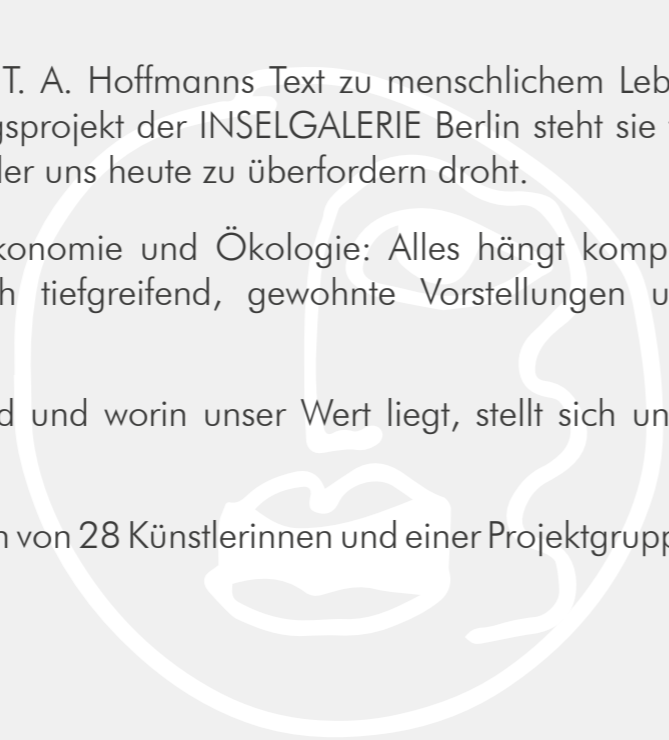 T. A. Hoffmanns Text zu menschlichem Leb
gsprojekt der INSELGALERIE Berlin steht sie
der uns heute zu überfordern droht.
konomie und Ökologie: Alles hängt komp
h tiefgreifend, gewohnte Vorstellungen u
d und worin unser Wert liegt, stellt sich un
n von 28 Künstlerinnen und einer Projektgrupp